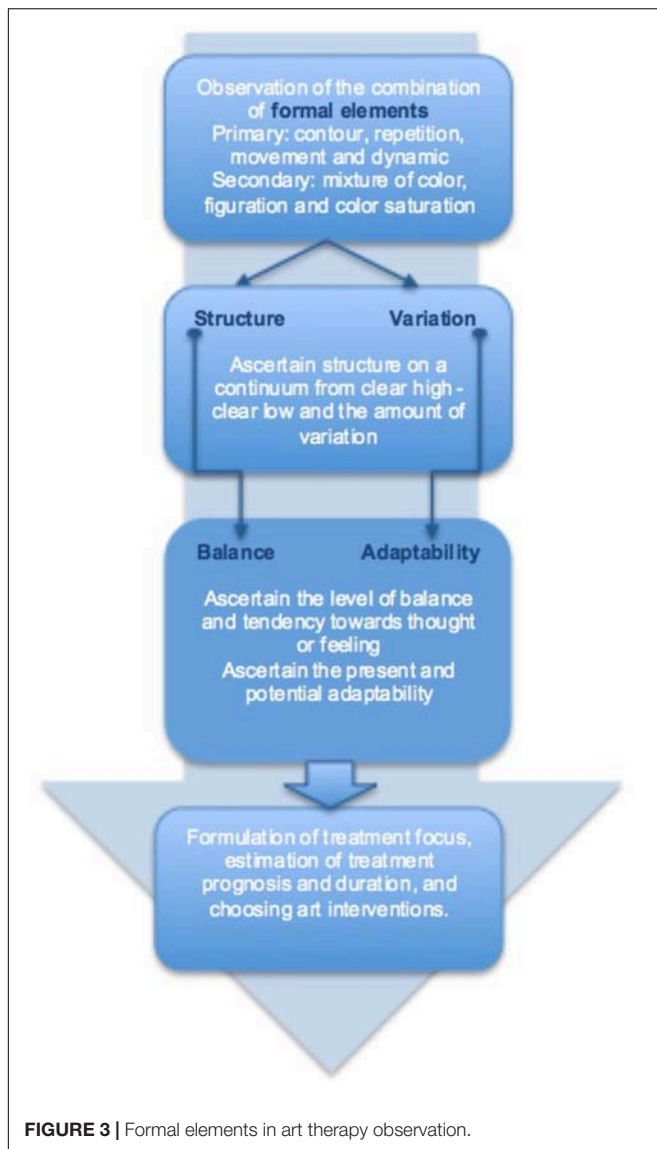 Observation of the combination
of formal elements
Primary: contour, repetition,
movement and dynamic
Secondary: mixture of color,
figuration and color saturation
Structure Variation
Ascertain structure on a
continuum from clear high -
clear low and the amount of
variation
Balance Adaptability
Ascertain the level of balance
and tendency towards thought
or feeling
Ascertain the present and
potential adaptability
Formulation of treatment focus,
estimation of treatment
prognosis and duration, and
choosing art interventions.
FIGURE 3 | Formal elements in art therapy observation.